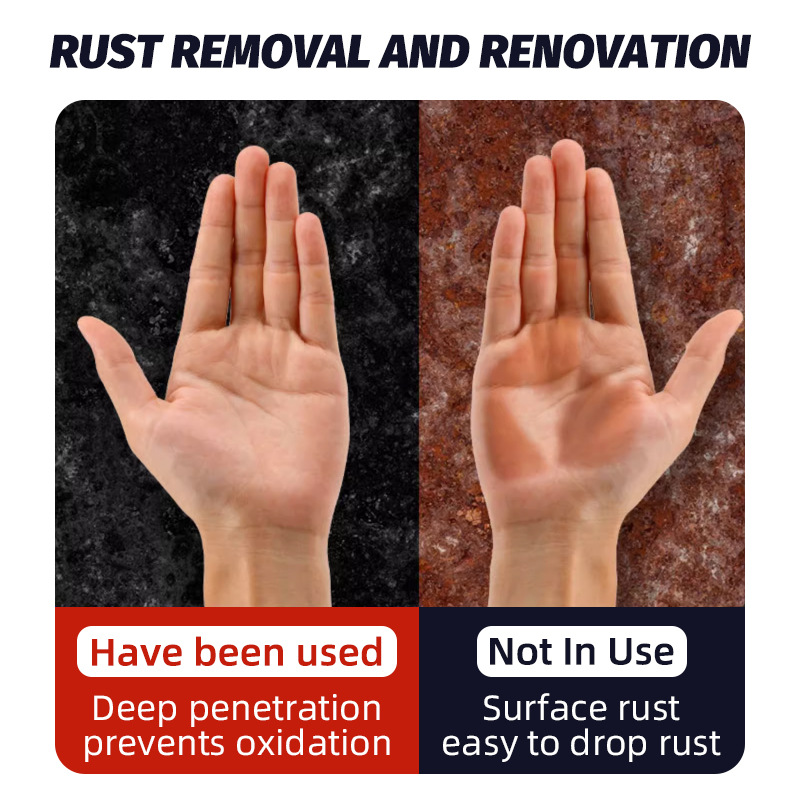 RUST REMOVAL AND RENOVATION
Have been used
Deep penetration
prevents oxidation
Not In Use
Surface rust
easy to drop rust